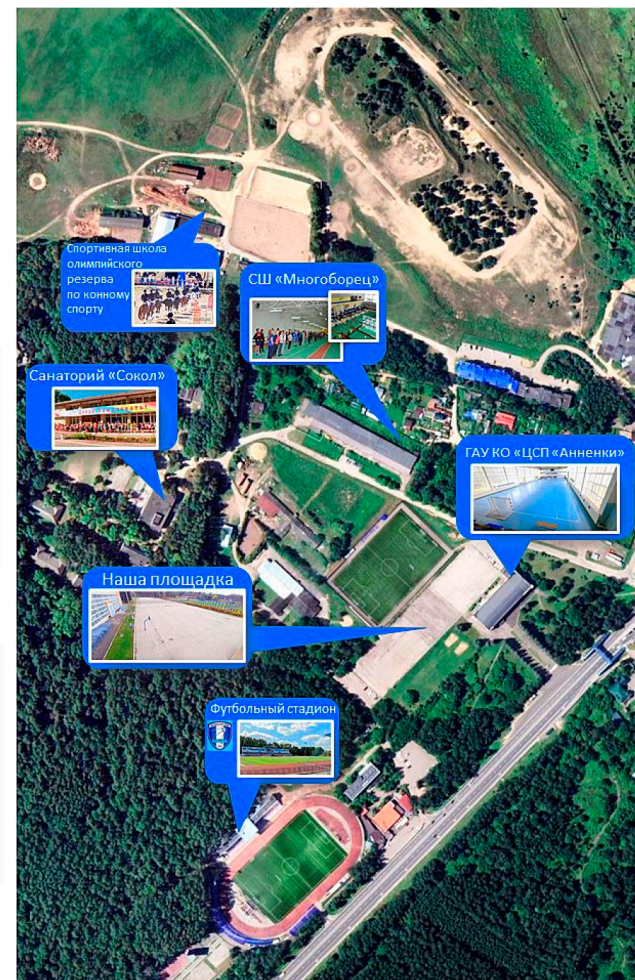 Спортивная школа
олимпийского
резерва
по конному
спорту
СШ «Многоборец»
Санаторий «Сокол»
ГАУ КО «ЦСП «Анненки»
Наша площадка
Футбольный стадион